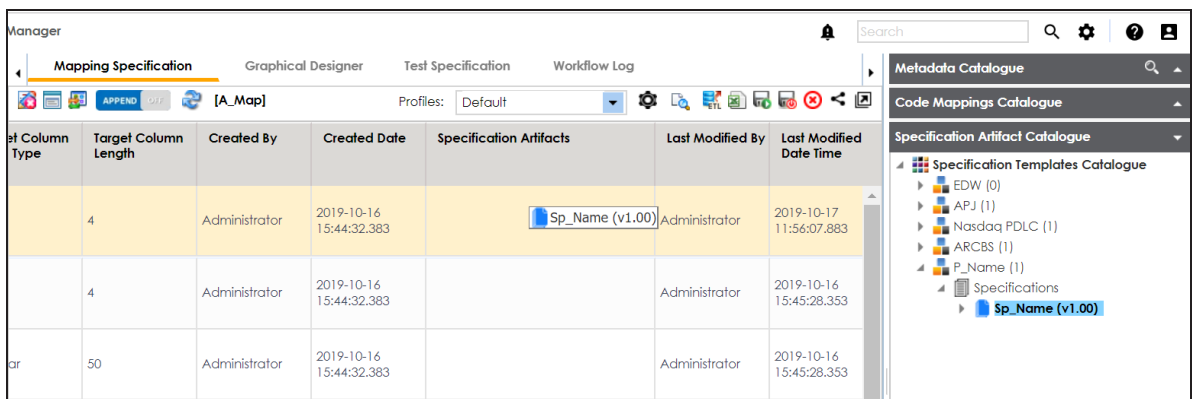 Manager
Search
Mapping Specification Graphical Designer Test Specification Workflow Log
Metadata Catalogue
APPEND OFF [A_Map] Profiles: Default ETL
Code Mappings Catalogue
Specification Artifact Catalogue
et Column Type Target Column Length Created By Created Date Specification Artifacts Last Modified By Last Modified Date Time
4 Administrator 2019-10-16 15:44:32.383 Sp_Name (v1.00) Administrator 2019-10-17 11:56:07.883
4 Administrator 2019-10-16 15:44:32.383 Administrator 2019-10-16 15:45:28.353
ar 50 Administrator 2019-10-16 15:44:32.383 Administrator 2019-10-16 15:45:28.353
Specification Templates Catalogue
EDW (0)
APJ (1)
Nasdaq PDLC (1)
ARCBS (1)
P_Name (1)
Specifications
Sp_Name (v1.00)